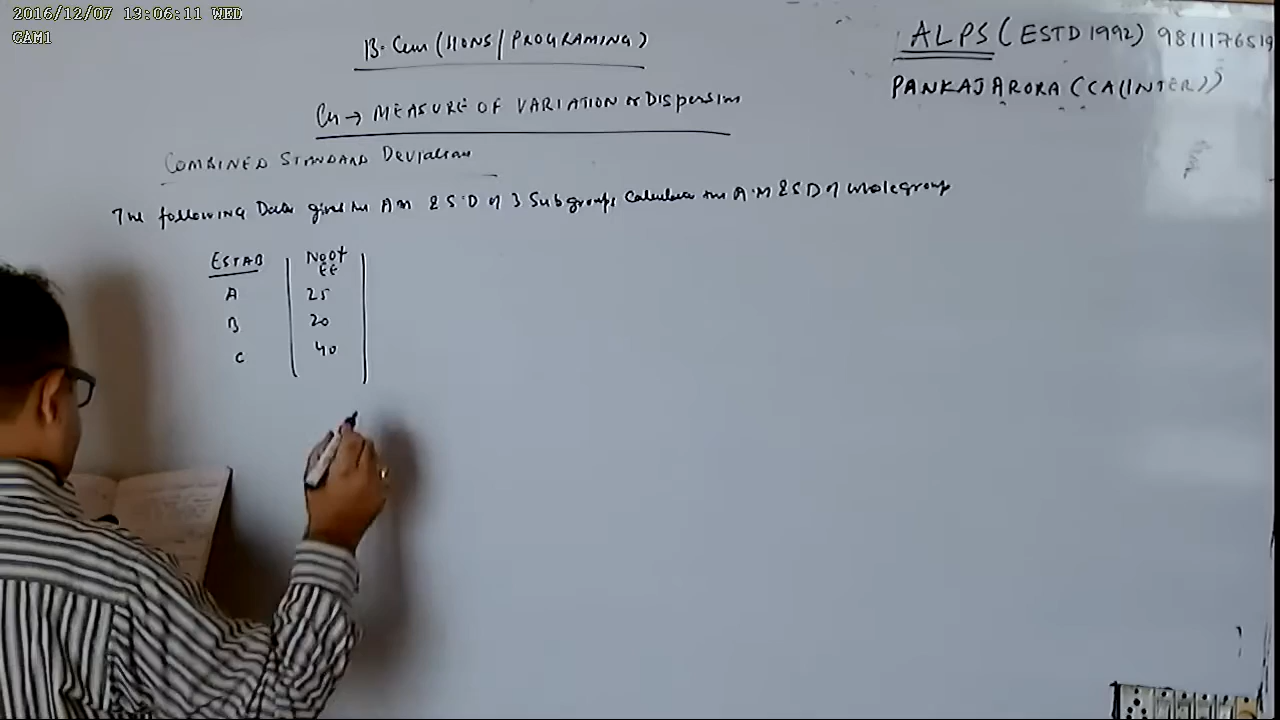 2016/12/07 13:06:11 WED
CAM1
B.Com (HONS/PROGRAMING)
ALPS (ESTD 1992) 9811176519
PANKAJ ARORA (CA(INTER))
Ch → MEASURE OF VARIATION or Dispersion
COMBINED STANDARD Deviation
The following Data gives the AM & S.D of 3 Subgroups Calculate the A.M & SD of whole group
ESTAB No of EE
A 25
B 20
C 40